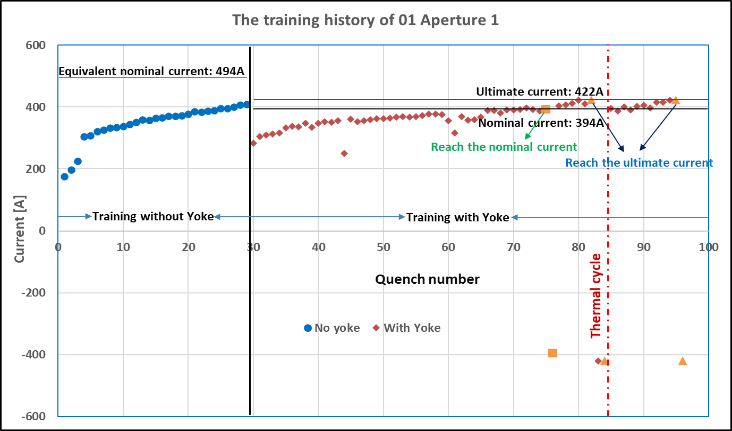 The training history of 01 Aperture 1
600
Equivalent nominal current: 494A
Ultimate current: 422A
400
Nominal current: 394A
Reach the nominal current
Reach the ultimate current
200
Training without Yoke
Training with Yoke
0
0 10 20 30 40 50 60 70 80 90 100
Current [A]
Quench number
Thermal cycle
-200
No yoke
With Yoke
-400
-600